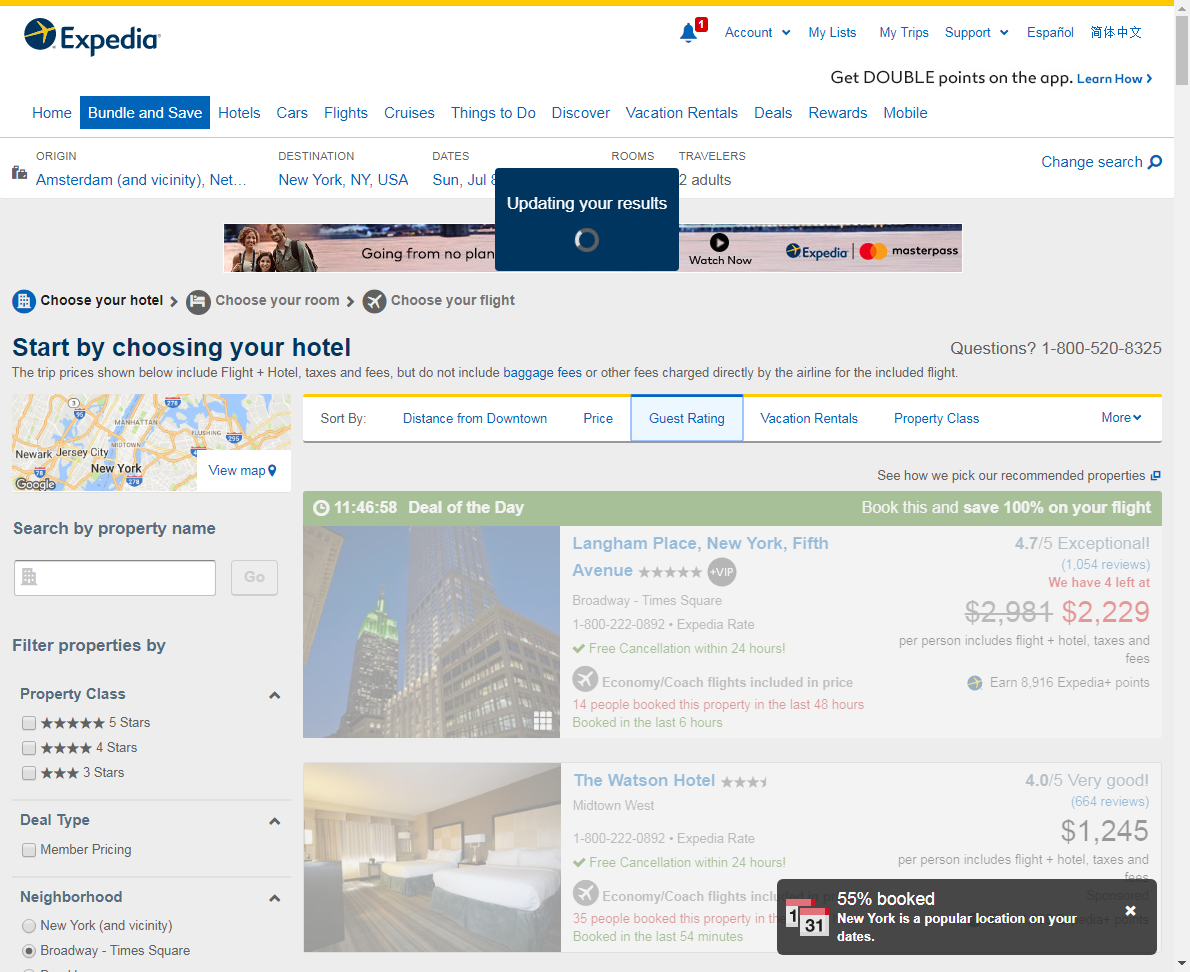 Expedia
1
Account
My Lists
My Trips
Support
Español
简体中文
Get DOUBLE points on the app. Learn How
Home
Bundle and Save
Hotels
Cars
Flights
Cruises
Things to Do
Discover
Vacation Rentals
Deals
Rewards
Mobile
ORIGIN
Amsterdam (and vicinity), Net...
DESTINATION
New York, NY, USA
DATES
Sun, Jul
ROOMS
TRAVELERS
2 adults
Change search
Updating your results
Going from no plan
Watch Now
Expedia
masterpass
Choose your hotel
Choose your room
Choose your flight
Start by choosing your hotel
Questions? 1-800-520-8325
The trip prices shown below include Flight + Hotel, taxes and fees, but do not include baggage fees or other fees charged directly by the airline for the included flight.
3
278
95
MANHATTAN
FLUSHING
295
MIDTOWN
Newark
Jersey City
New York
78
278
Google
View map
Sort By:
Distance from Downtown
Price
Guest Rating
Vacation Rentals
Property Class
More
See how we pick our recommended properties
Search by property name
Go
Filter properties by
Property Class
5 Stars
4 Stars
3 Stars
Deal Type
Member Pricing
Neighborhood
New York (and vicinity)
Broadway - Times Square
11:46:58 Deal of the Day
Book this and save 100% on your flight
Langham Place, New York, Fifth
Avenue
+VIP
Broadway - Times Square
1-800-222-0892 • Expedia Rate
Free Cancellation within 24 hours!
Economy/Coach flights included in price
14 people booked this property in the last 48 hours
Booked in the last 6 hours
4.7/5 Exceptional!
(1,054 reviews)
We have 4 left at
$2,981 $2,229
per person includes flight + hotel, taxes and
fees
Earn 8,916 Expedia+ points
The Watson Hotel
Midtown West
1-800-222-0892 • Expedia Rate
Free Cancellation within 24 hours!
Economy/Coach flights included in p
35 people booked this property in th
Booked in the last 54 minutes
4.0/5 Very good!
(664 reviews)
$1,245
per person includes flight + hotel, taxes and
fees
Sponsored
1
31
55% booked
New York is a popular location on your
dates.